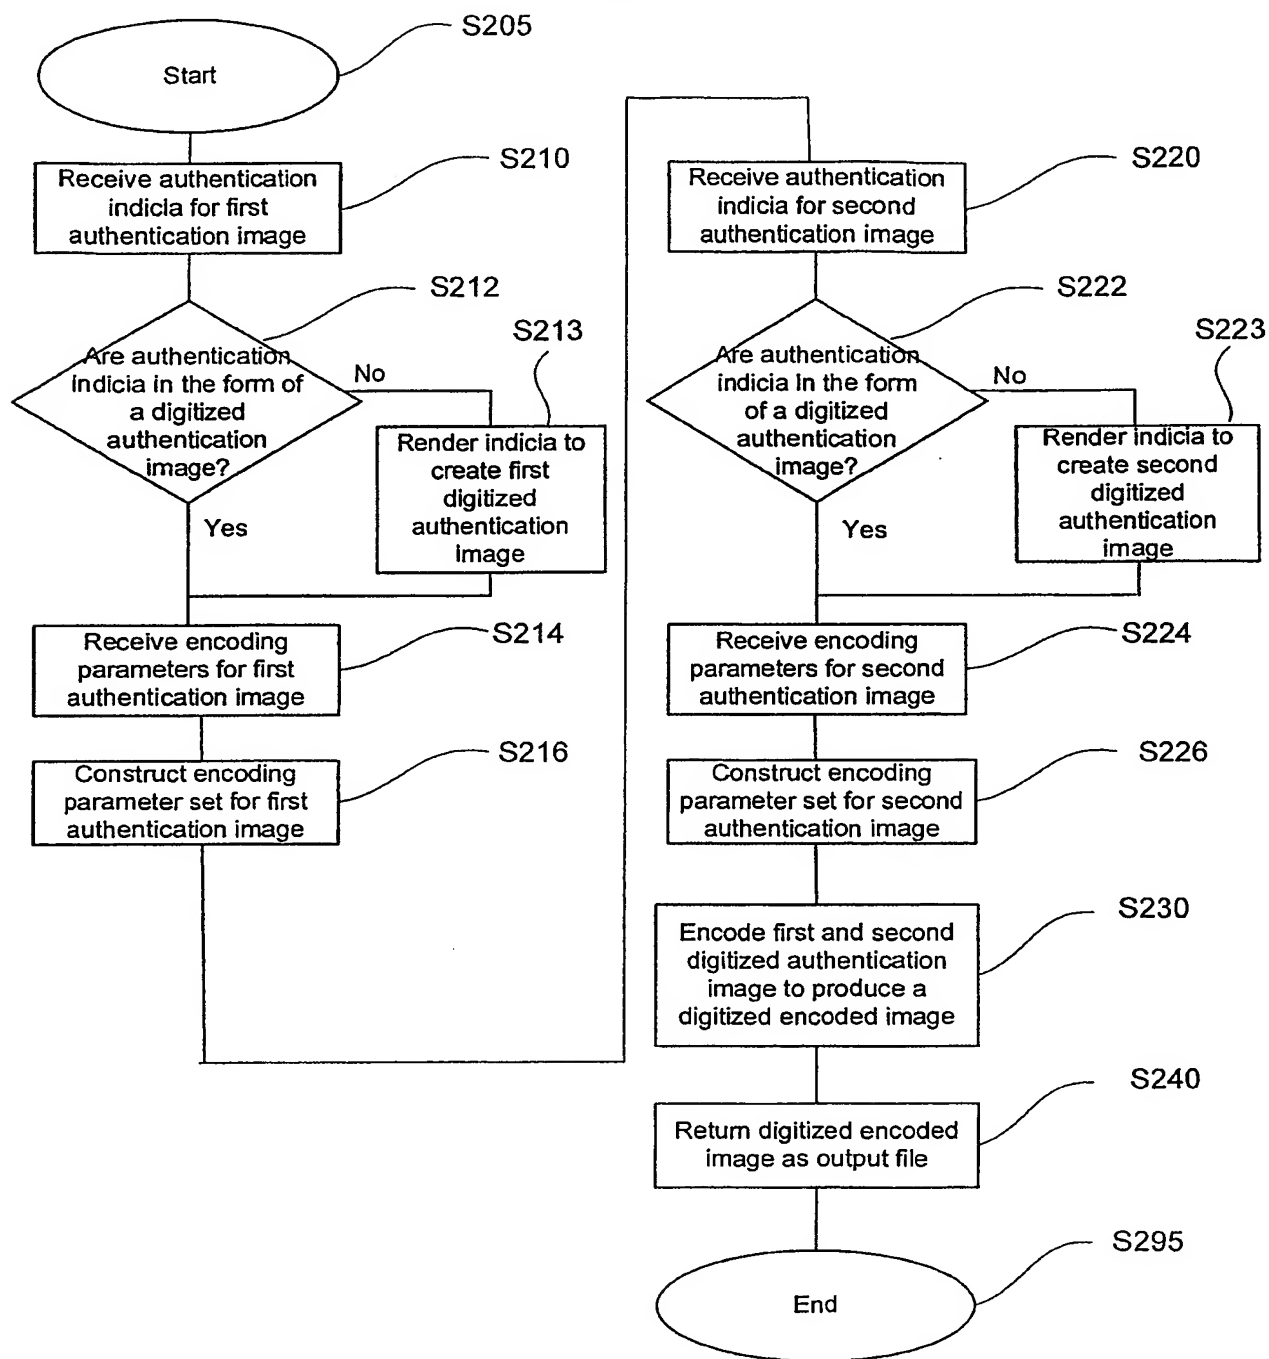 S205
Start
S210
Receive authentication
indicia for first
authentication image
S212
Are authentication
indicia in the form of
a digitized
authentication
image?
No
S213
Render indicia to
create first
digitized
authentication
image
Yes
S214
Receive encoding
parameters for first
authentication image
S216
Construct encoding
parameter set for first
authentication image
S220
Receive authentication
indicia for second
authentication image
S222
Are authentication
indicia in the form
of a digitized
authentication
image?
No
S223
Render indicia to
create second
digitized
authentication
image
Yes
S224
Receive encoding
parameters for second
authentication image
S226
Construct encoding
parameter set for second
authentication image
S230
Encode first and second
digitized authentication
image to produce a
digitized encoded image
S240
Return digitized encoded
image as output file
S295
End